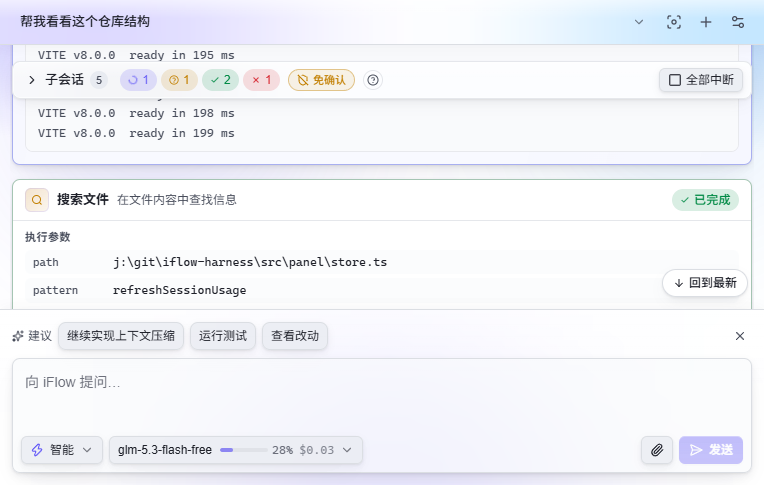 帮我看看这个仓库结构
VITE v8.0.0  ready in 195 ms
子会话 5 1 1 2 1 免确认 全部中断
VITE v8.0.0  ready in 198 ms
VITE v8.0.0  ready in 199 ms
搜索文件 在文件内容中查找信息 已完成
执行参数
path j:\git\iflow-harness\src\panel\store.ts
回到最新
pattern refreshSessionUsage
建议 继续实现上下文压缩 运行测试 查看改动
向 iFlow 提问…
智能 glm-5.3-flash-free 28% $0.03 发送